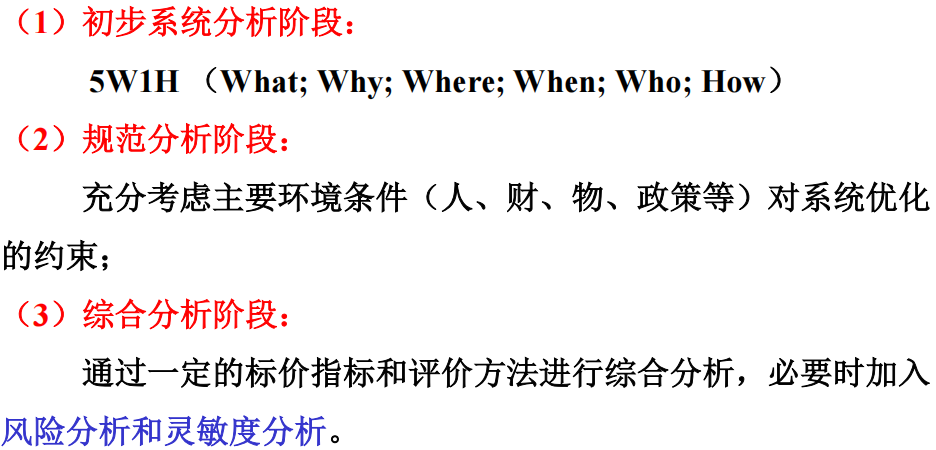 （1）初步系统分析阶段：
5W1H （What; Why; Where; When; Who; How）
（2）规范分析阶段：
充分考虑主要环境条件（人、财、物、政策等）对系统优化
的约束；
（3）综合分析阶段：
通过一定的标价指标和评价方法进行综合分析，必要时加入
风险分析和灵敏度分析。